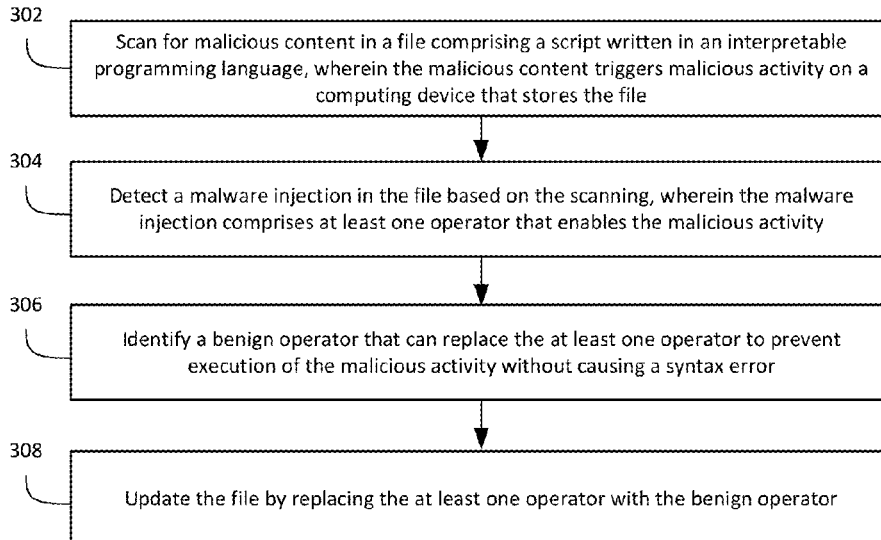 302
Scan for malicious content in a file comprising a script written in an interpretable
programming language, wherein the malicious content triggers malicious activity on a
computing device that stores the file
304
Detect a malware injection in the file based on the scanning, wherein the malware
injection comprises at least one operator that enables the malicious activity
306
Identify a benign operator that can replace the at least one operator to prevent
execution of the malicious activity without causing a syntax error
308
Update the file by replacing the at least one operator with the benign operator